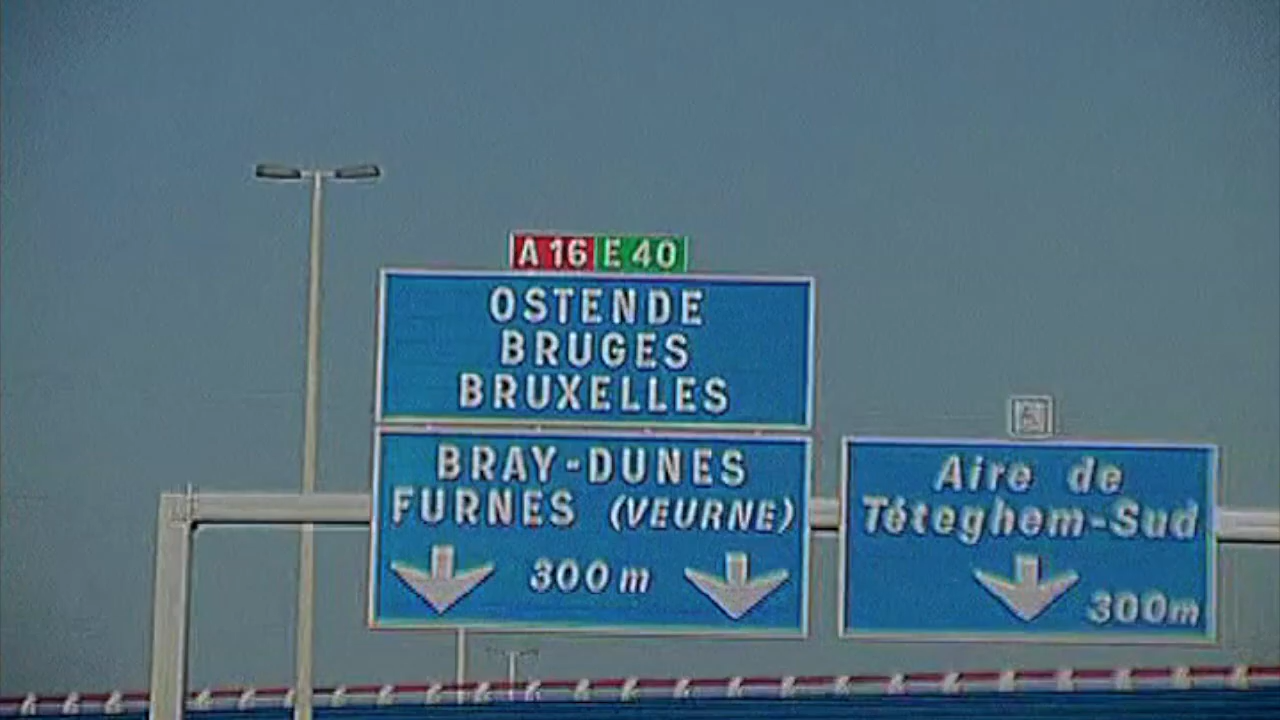 A 16 E 40
OSTENDE
BRUGES
BRUXELLES
BRAY-DUNES
FURNES (VEURNE)
300 m
Aire de
Téteghem-Sud
300m